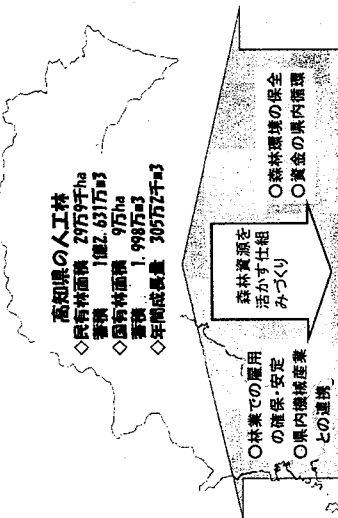 高知県の人工林
◇民有林面積 29万9千ha
蓄積 1億2,631万m3
◇国有林面積 9万ha
蓄積 1,998万m3
◇年間成長量 305万2千m3
森林資源を
活かす仕組
みづくり
○林業での雇用
の確保・安定
○県内機械産業
との連携
○森林環境の保全
○資金の県内循環